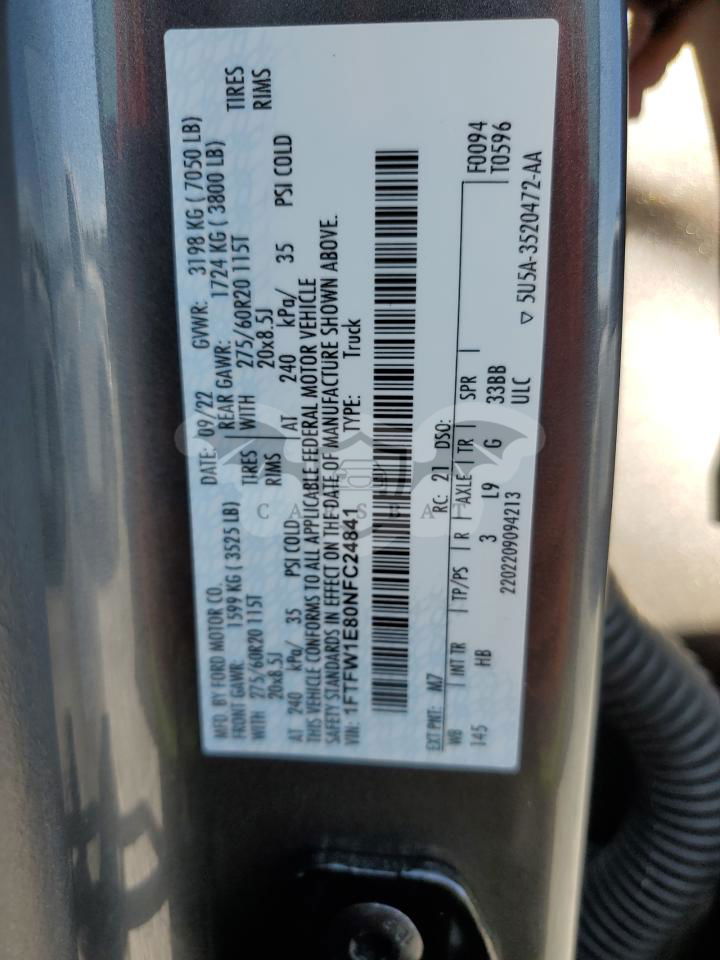 MFD. BY FORD MOTOR CO. DATE: 09/22 GVWR: 3198 KG ( 7050 LB)
FRONT GAWR: 1599 KG ( 3525 LB) REAR GAWR: 1724 KG ( 3800 LB)
WITH 275/60R20 115T TIRES WITH 275/60R20 115T TIRES
20x8.5J RIMS 20x8.5J RIMS
AT 240 kPa/ 35 PSI COLD AT 240 kPa/ 35 PSI COLD
THIS VEHICLE CONFORMS TO ALL APPLICABLE FEDERAL MOTOR VEHICLE
SAFETY STANDARDS IN EFFECT ON THE DATE OF MANUFACTURE SHOWN ABOVE.
VIN: 1FTFW1E80NFC24841 TYPE: Truck
CARSBAT
EXT PNT: M7 RC: 21 DSO: F0094
WB INT TR TP/PS R AXLE TR SPR T0596
145 HB 3 L9 G 33BB
2202209094213 ULC
▽ 5U5A-3520472-AA